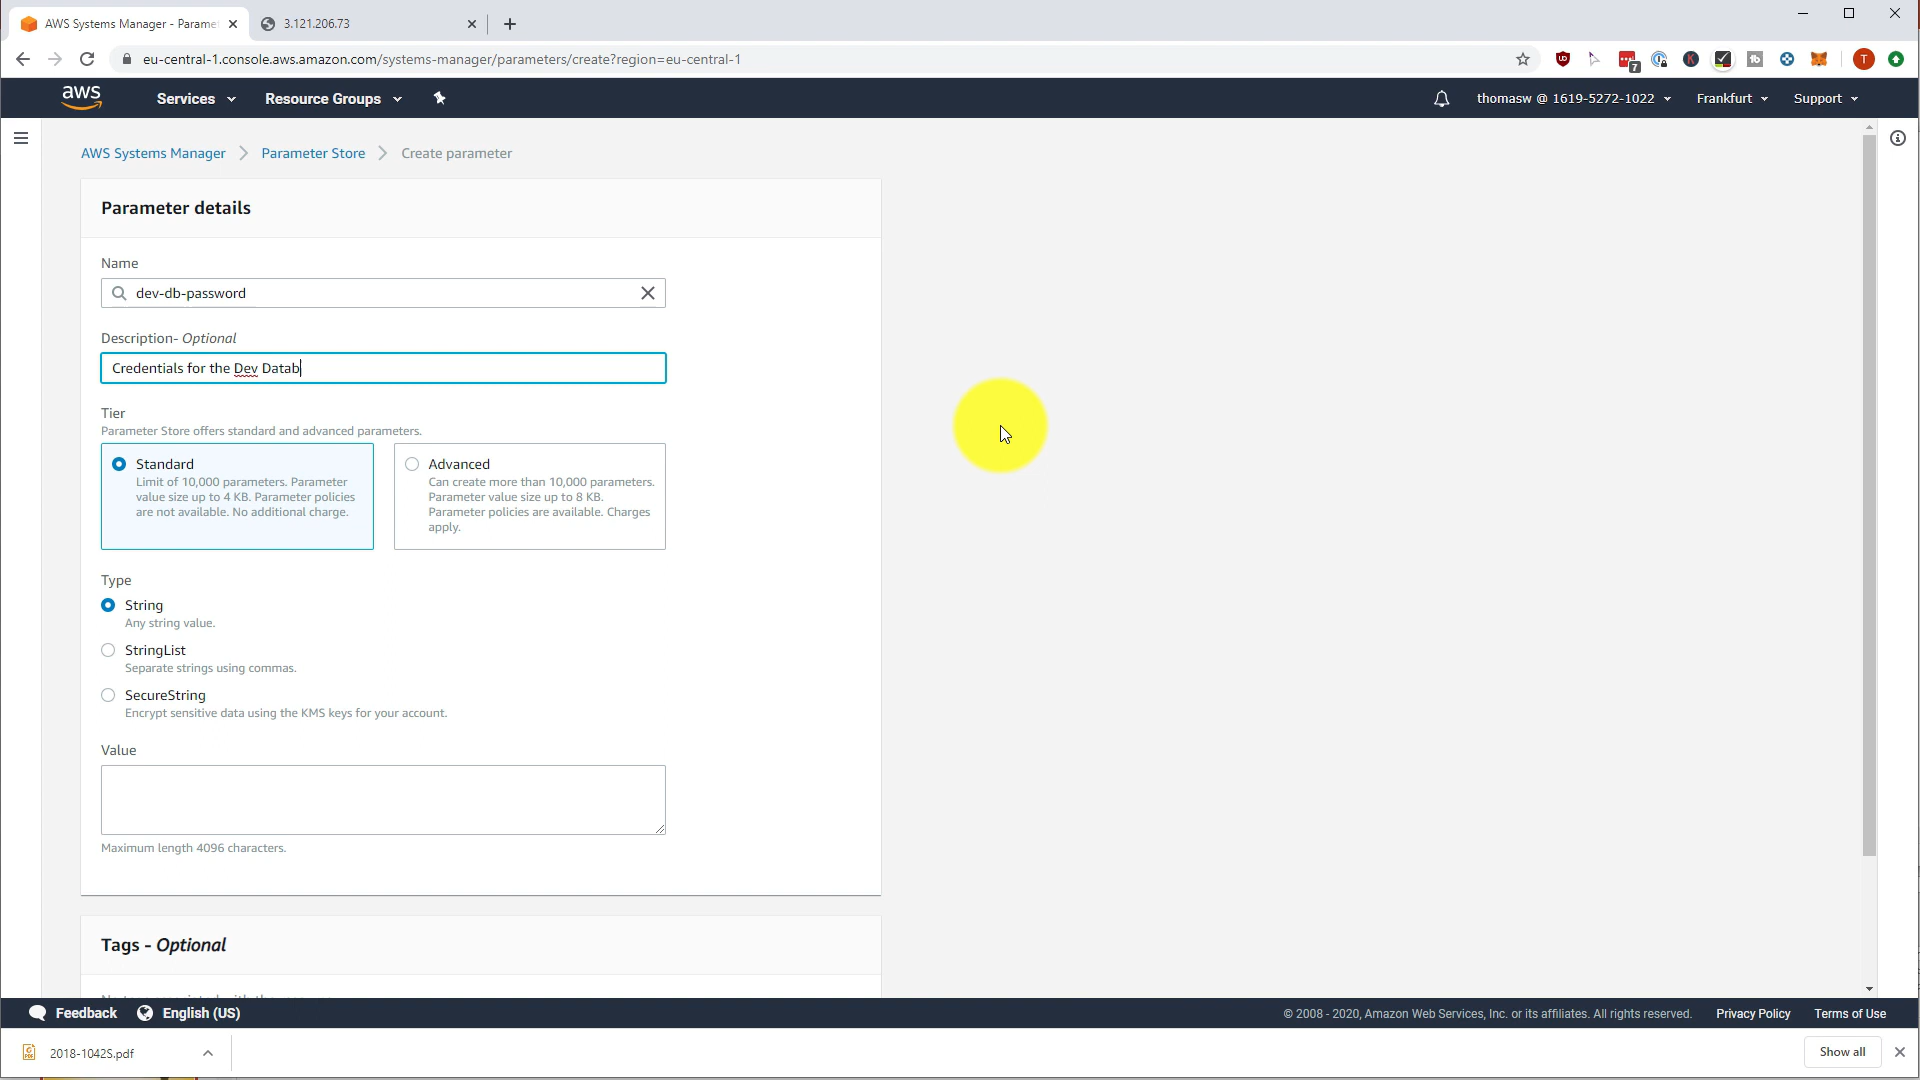 AWS Systems Manager - Parame
3.121.206.73
eu-central-1.console.aws.amazon.com/systems-manager/parameters/create?region=eu-central-1
7
K
tb
T
aws
Services
Resource Groups
thomasw @ 1619-5272-1022
Frankfurt
Support
AWS Systems Manager
Parameter Store
Create parameter
Parameter details
Name
dev-db-password
Description- Optional
Credentials for the Dev Datab
Tier
Parameter Store offers standard and advanced parameters.
Standard
Limit of 10,000 parameters. Parameter
value size up to 4 KB. Parameter policies
are not available. No additional charge.
Advanced
Can create more than 10,000 parameters.
Parameter value size up to 8 KB.
Parameter policies are available. Charges
apply.
Type
String
Any string value.
StringList
Separate strings using commas.
SecureString
Encrypt sensitive data using the KMS keys for your account.
Value
Maximum length 4096 characters.
Tags - Optional
Feedback
English (US)
© 2008 - 2020, Amazon Web Services, Inc. or its affiliates. All rights reserved.
Privacy Policy
Terms of Use
2018-1042S.pdf
Show all